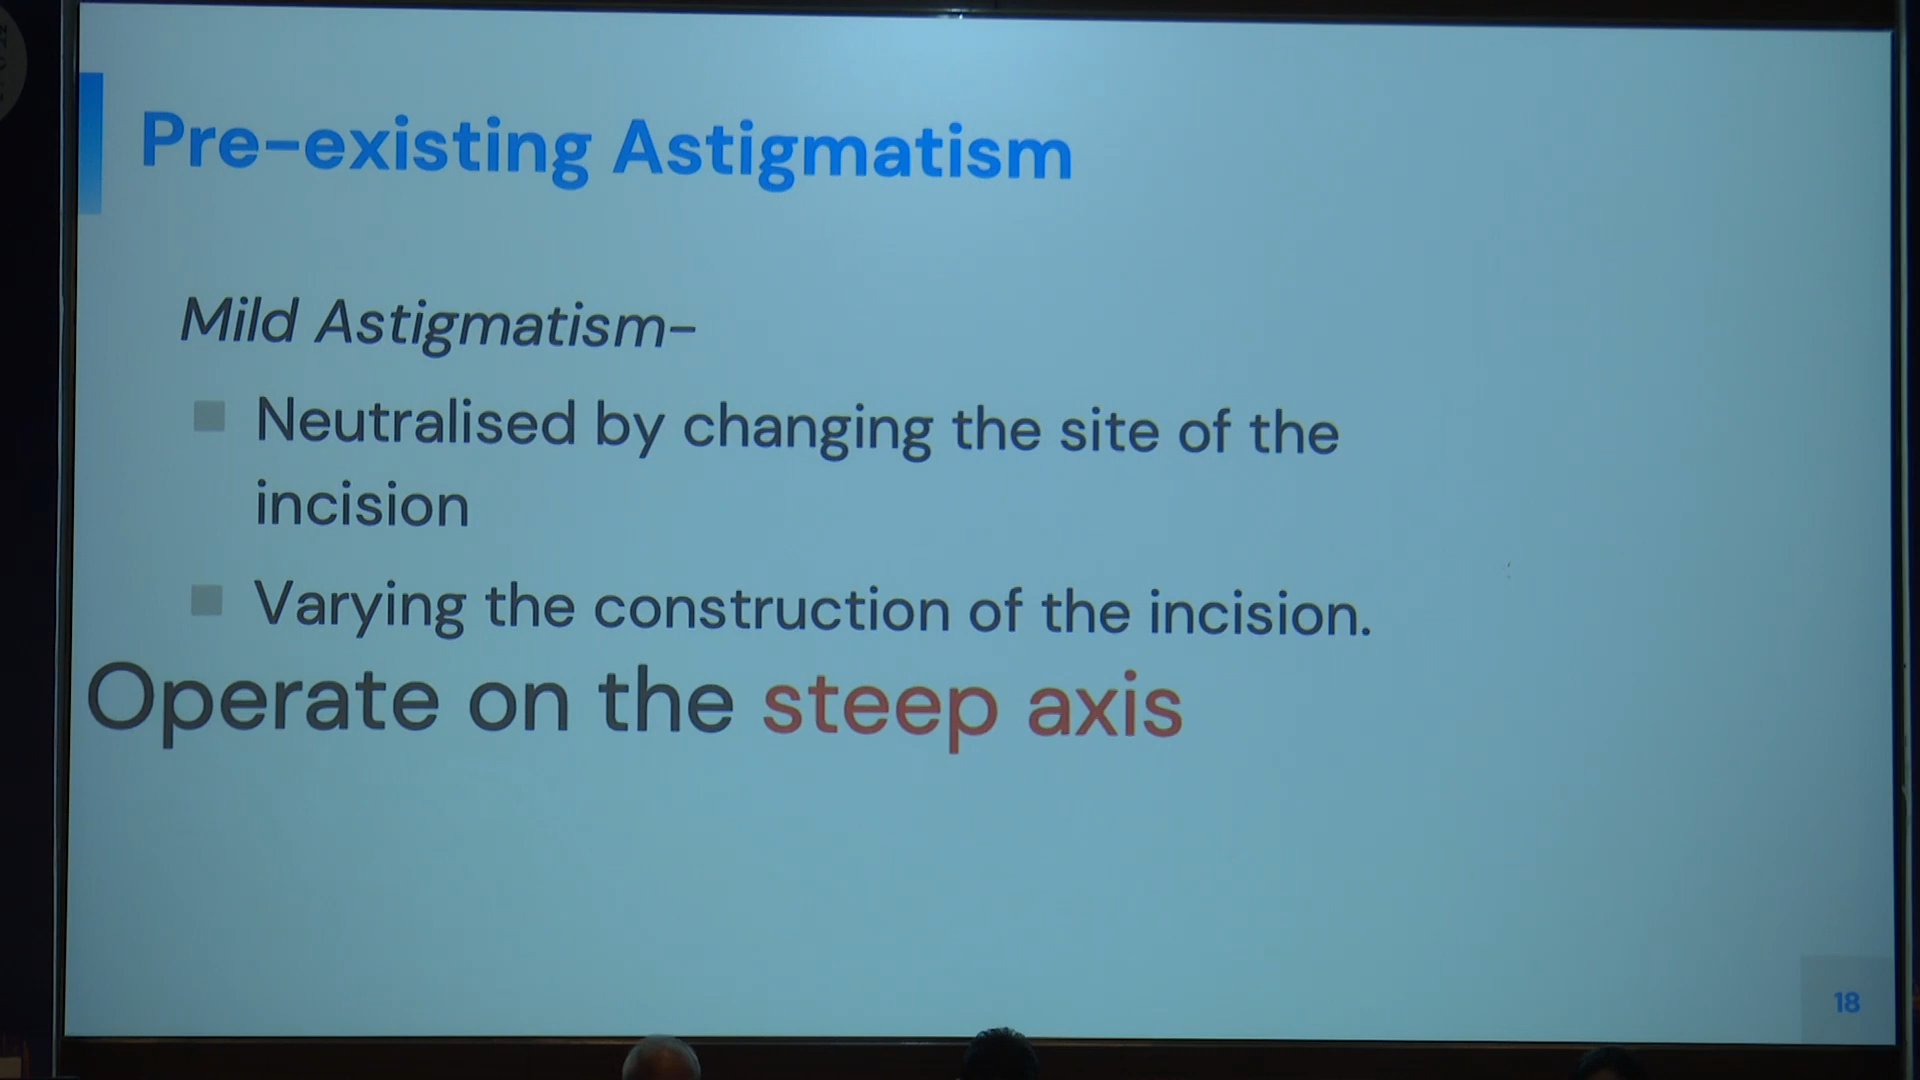 Pre-existing Astigmatism
Mild Astigmatism-
Neutralised by changing the site of the
incision
Varying the construction of the incision.
Operate on the steep axis
18